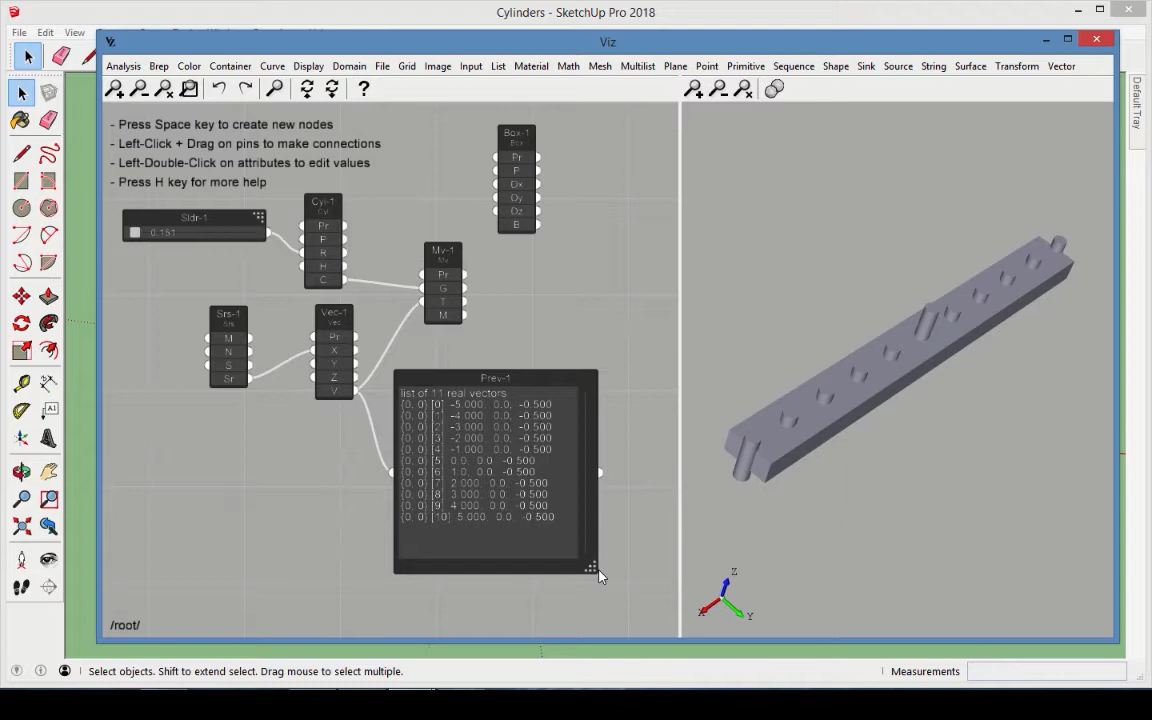 Cylinders - SketchUp Pro 2018
File Edit View
Viz
Analysis Brep Color Container Curve Display Domain File Grid Image Input List Material Math Mesh Multilist Plane Point Primitive Sequence Shape Sink Source String Surface Transform Vector
Default Tray
- Press Space key to create new nodes
- Left-Click + Drag on pins to make connections
- Left-Double-Click on attributes to edit values
- Press H key for more help
Box-1
Box
Pr
P
Dx
Dy
Dz
B
Sldr-1
0.151
Cyl-1
Cyl
Pr
P
R
H
C
Mv-1
Mv
Pr
G
T
M
Srs-1
Srs
M
N
S
Sr
Vec-1
Vec
Pr
X
Y
Z
V
Prev-1
list of 11 real vectors
{0, 0} [0] -5.000, 0.0, -0.500
{0, 0} [1] -4.000, 0.0, -0.500
{0, 0} [2] -3.000, 0.0, -0.500
{0, 0} [3] -2.000, 0.0, -0.500
{0, 0} [4] -1.000, 0.0, -0.500
{0, 0} [5] 0.0, 0.0, -0.500
{0, 0} [6] 1.0, 0.0, -0.500
{0, 0} [7] 2.000, 0.0, -0.500
{0, 0} [8] 3.000, 0.0, -0.500
{0, 0} [9] 4.000, 0.0, -0.500
{0, 0} [10] 5.000, 0.0, -0.500
Z
X
Y
/root/
Select objects. Shift to extend select. Drag mouse to select multiple.
Measurements